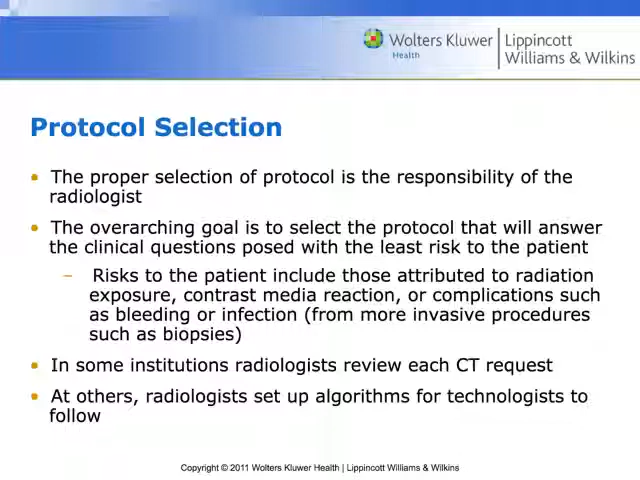 Wolters Kluwer
Health
Lippincott
Williams & Wilkins
Protocol Selection
• The proper selection of protocol is the responsibility of the
radiologist
• The overarching goal is to select the protocol that will answer
the clinical questions posed with the least risk to the patient
– Risks to the patient include those attributed to radiation
exposure, contrast media reaction, or complications such
as bleeding or infection (from more invasive procedures
such as biopsies)
• In some institutions radiologists review each CT request
• At others, radiologists set up algorithms for technologists to
follow
Copyright © 2011 Wolters Kluwer Health | Lippincott Williams & Wilkins